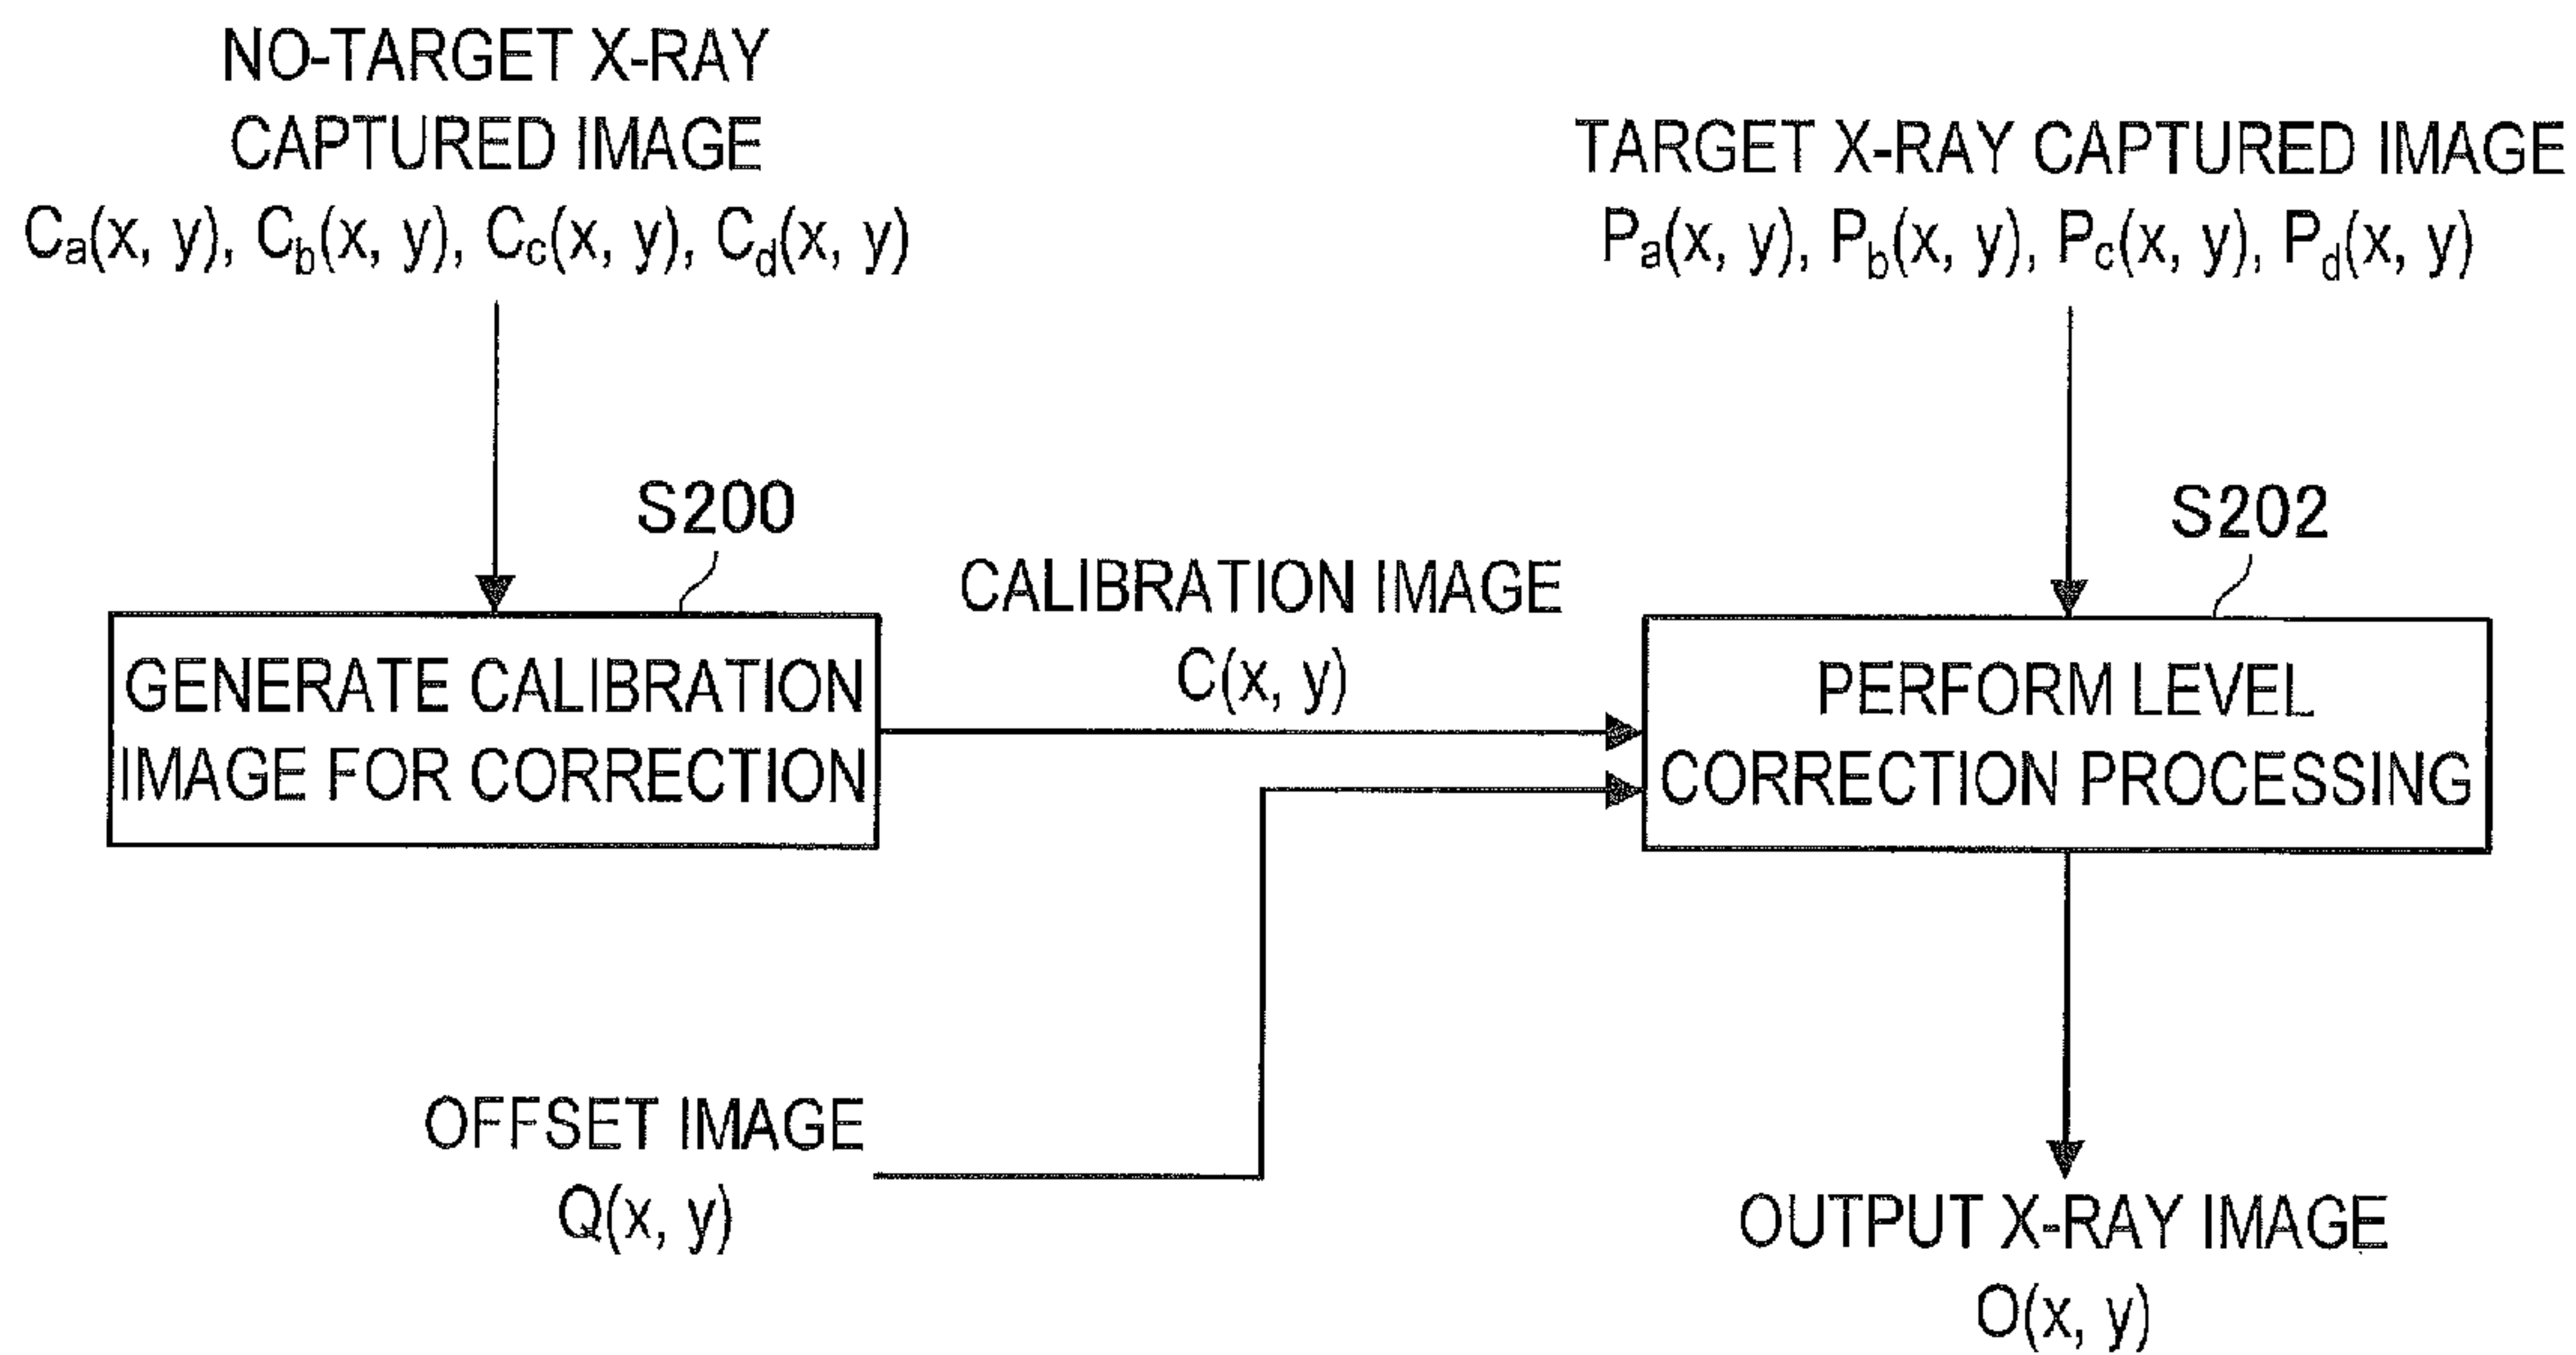 NO-TARGET X-RAY
CAPTURED IMAGE
Ca(x, y), Cb(x, y), Cc(x, y), Cd(x, y)
TARGET X-RAY CAPTURED IMAGE
Pa(x, y), Pb(x, y), Pc(x, y), Pd(x, y)
S200
GENERATE CALIBRATION
IMAGE FOR CORRECTION
CALIBRATION IMAGE
C(x, y)
S202
PERFORM LEVEL
CORRECTION PROCESSING
OFFSET IMAGE
Q(x, y)
OUTPUT X-RAY IMAGE
O(x, y)